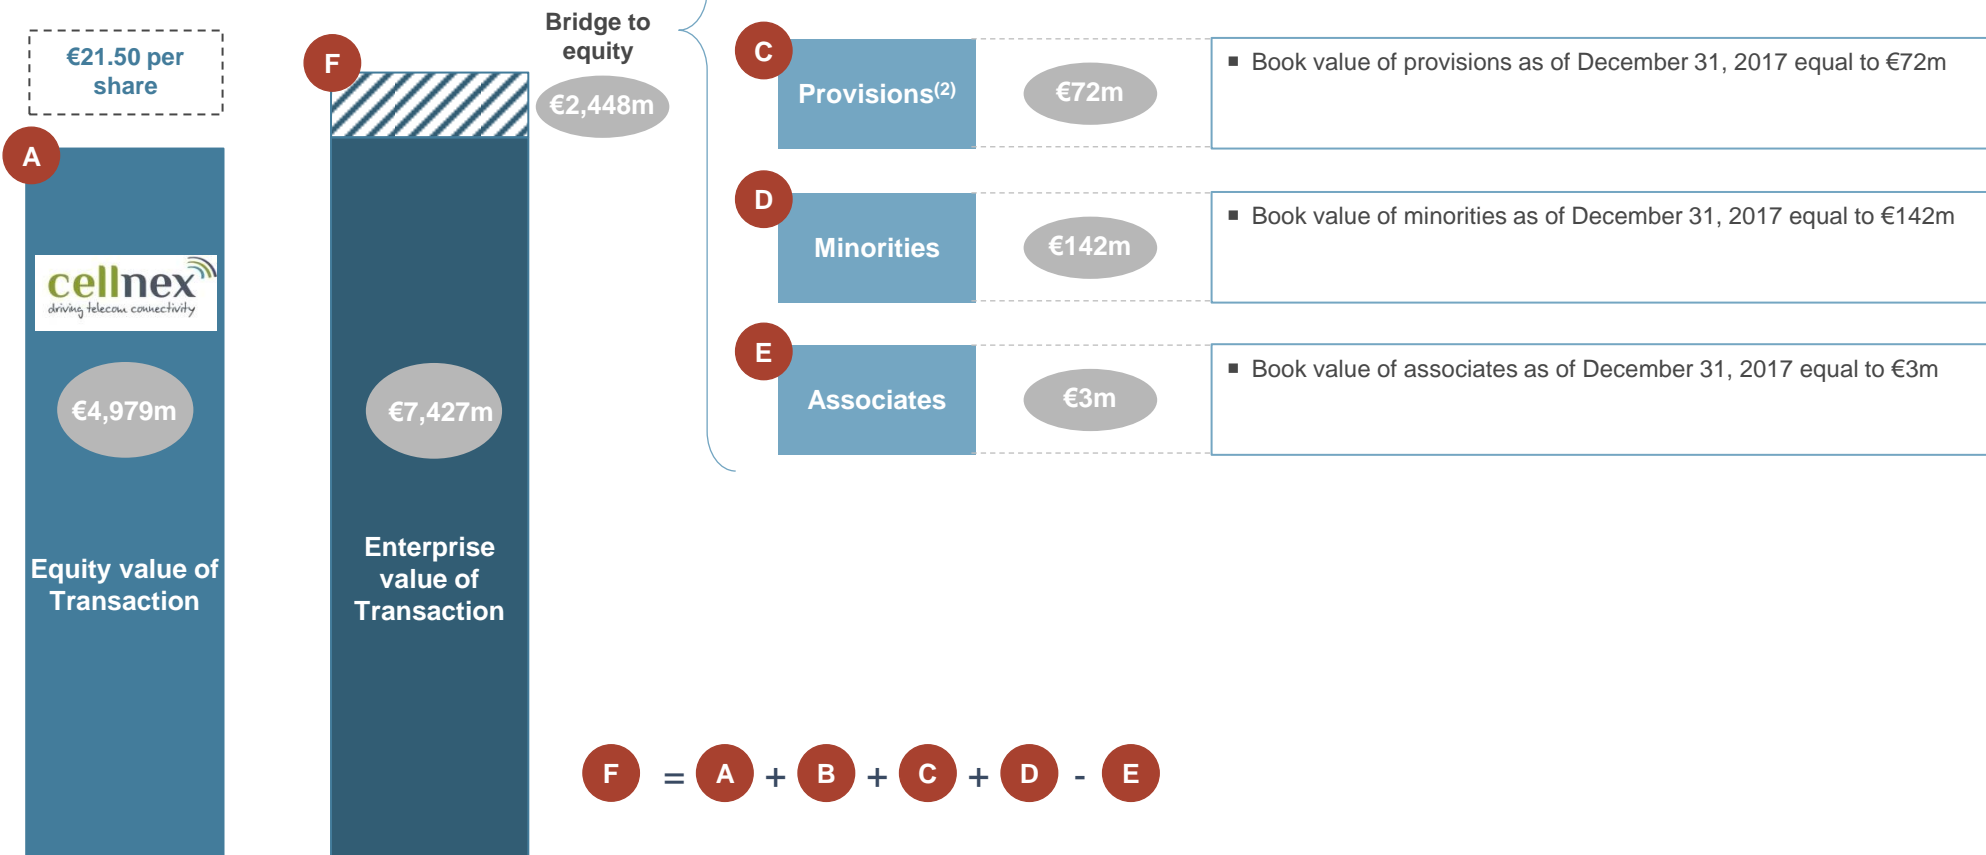 €21.50 per
share
A
cellnex
driving telecom connectivity
€4,979m
Equity value of
Transaction
F
€7,427m
Enterprise
value of
Transaction
Bridge to
equity
€2,448m
C
Provisions(2)
€72m
▪ Book value of provisions as of December 31, 2017 equal to €72m
D
Minorities
€142m
▪ Book value of minorities as of December 31, 2017 equal to €142m
E
Associates
€3m
▪ Book value of associates as of December 31, 2017 equal to €3m
F = A + B + C + D - E